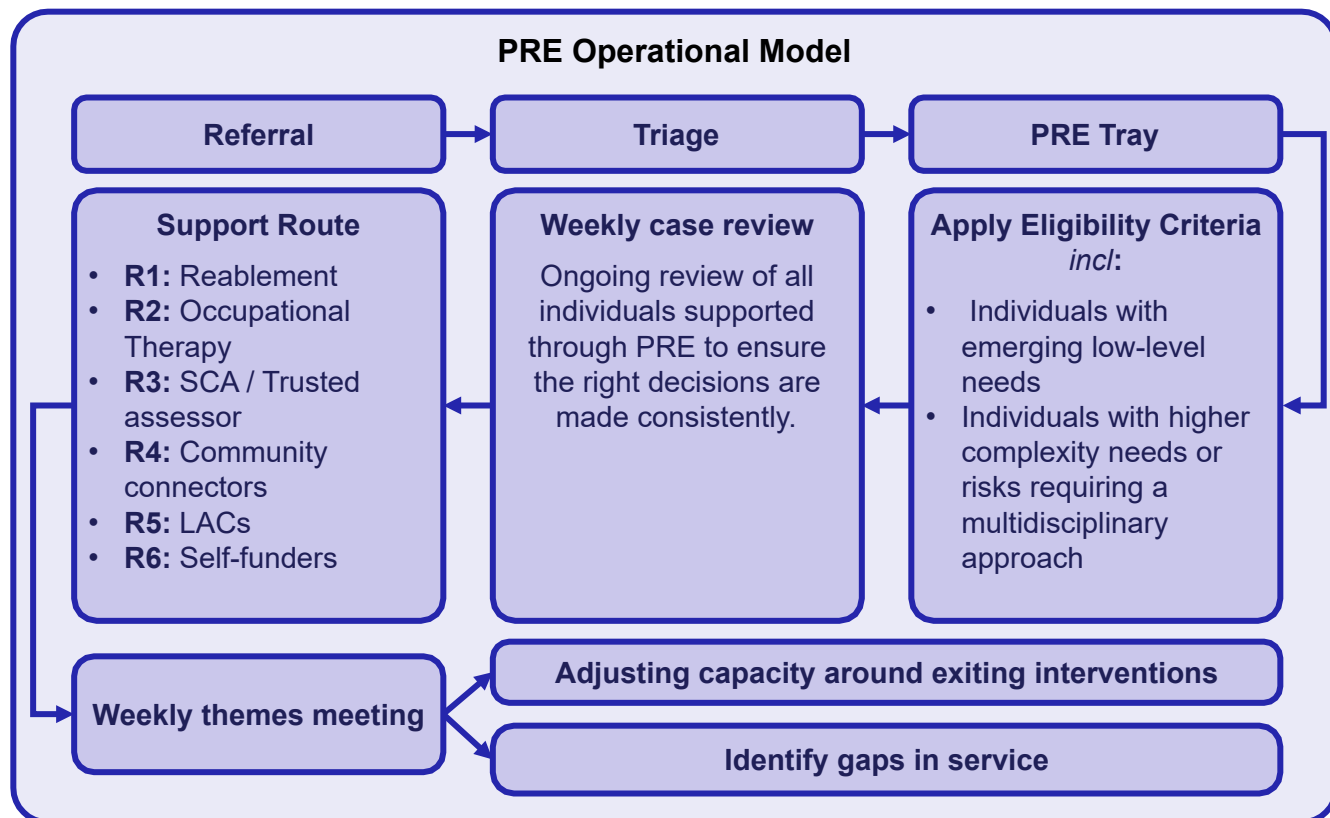 PRE Operational Model
Referral
Triage
PRE Tray
Support Route
• R1: Reablement
• R2: Occupational
Therapy
• R3: SCA / Trusted
assessor
• R4: Community
connectors
• R5: LACs
• R6: Self-funders
Weekly case review
Ongoing review of all
individuals supported
through PRE to ensure
the right decisions are
made consistently.
Apply Eligibility Criteria
incl:
• Individuals with
emerging low-level
needs
• Individuals with higher
complexity needs or
risks requiring a
multidisciplinary
approach
Weekly themes meeting
Adjusting capacity around exiting interventions
Identify gaps in service